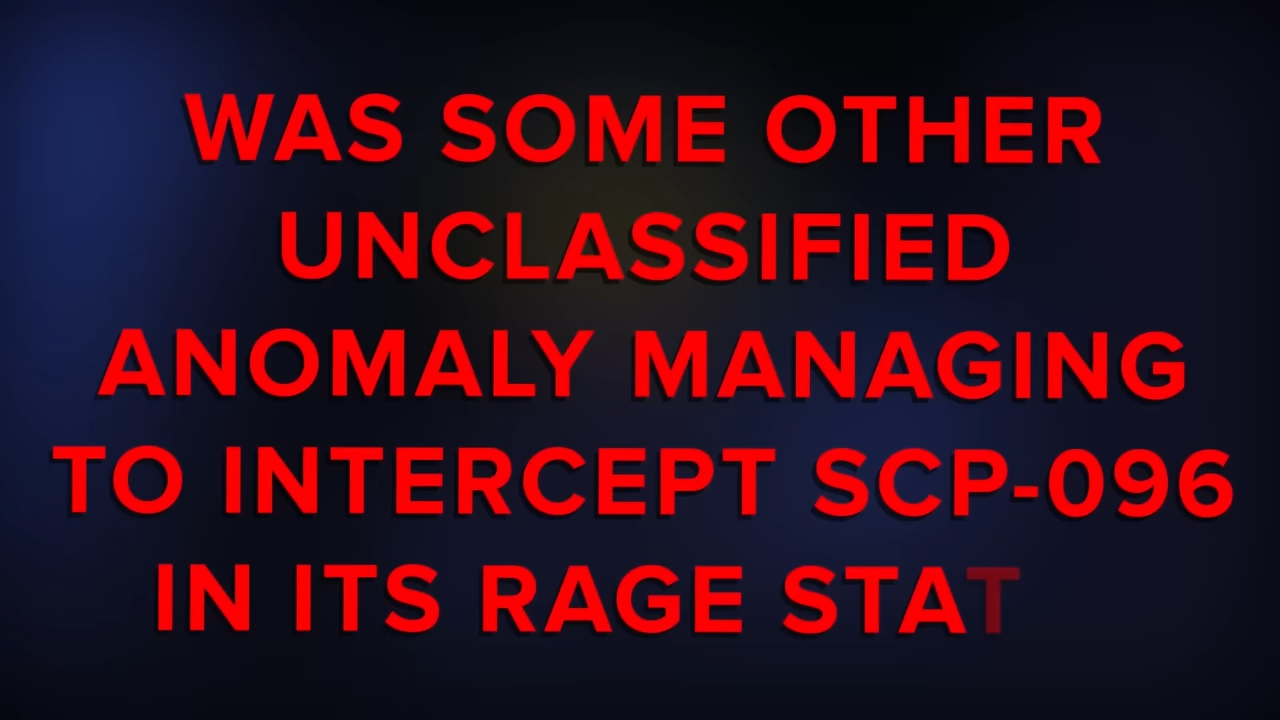 WAS SOME OTHER
UNCLASSIFIED
ANOMALY MANAGING
TO INTERCEPT SCP-096
IN ITS RAGE STAT